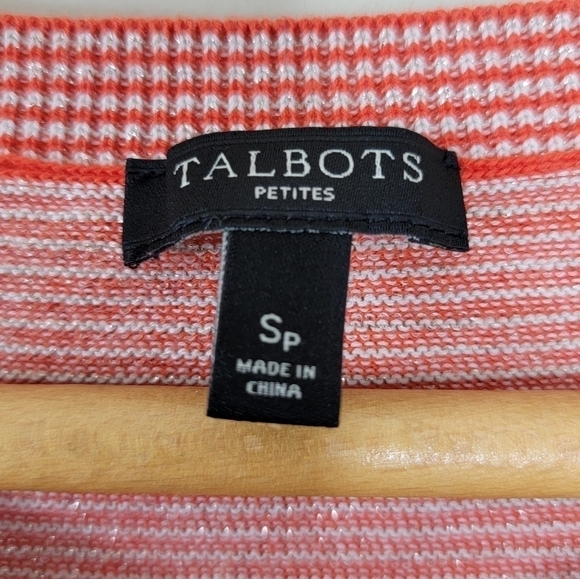 TALBOTS
PETITES
SP
MADE IN
CHINA